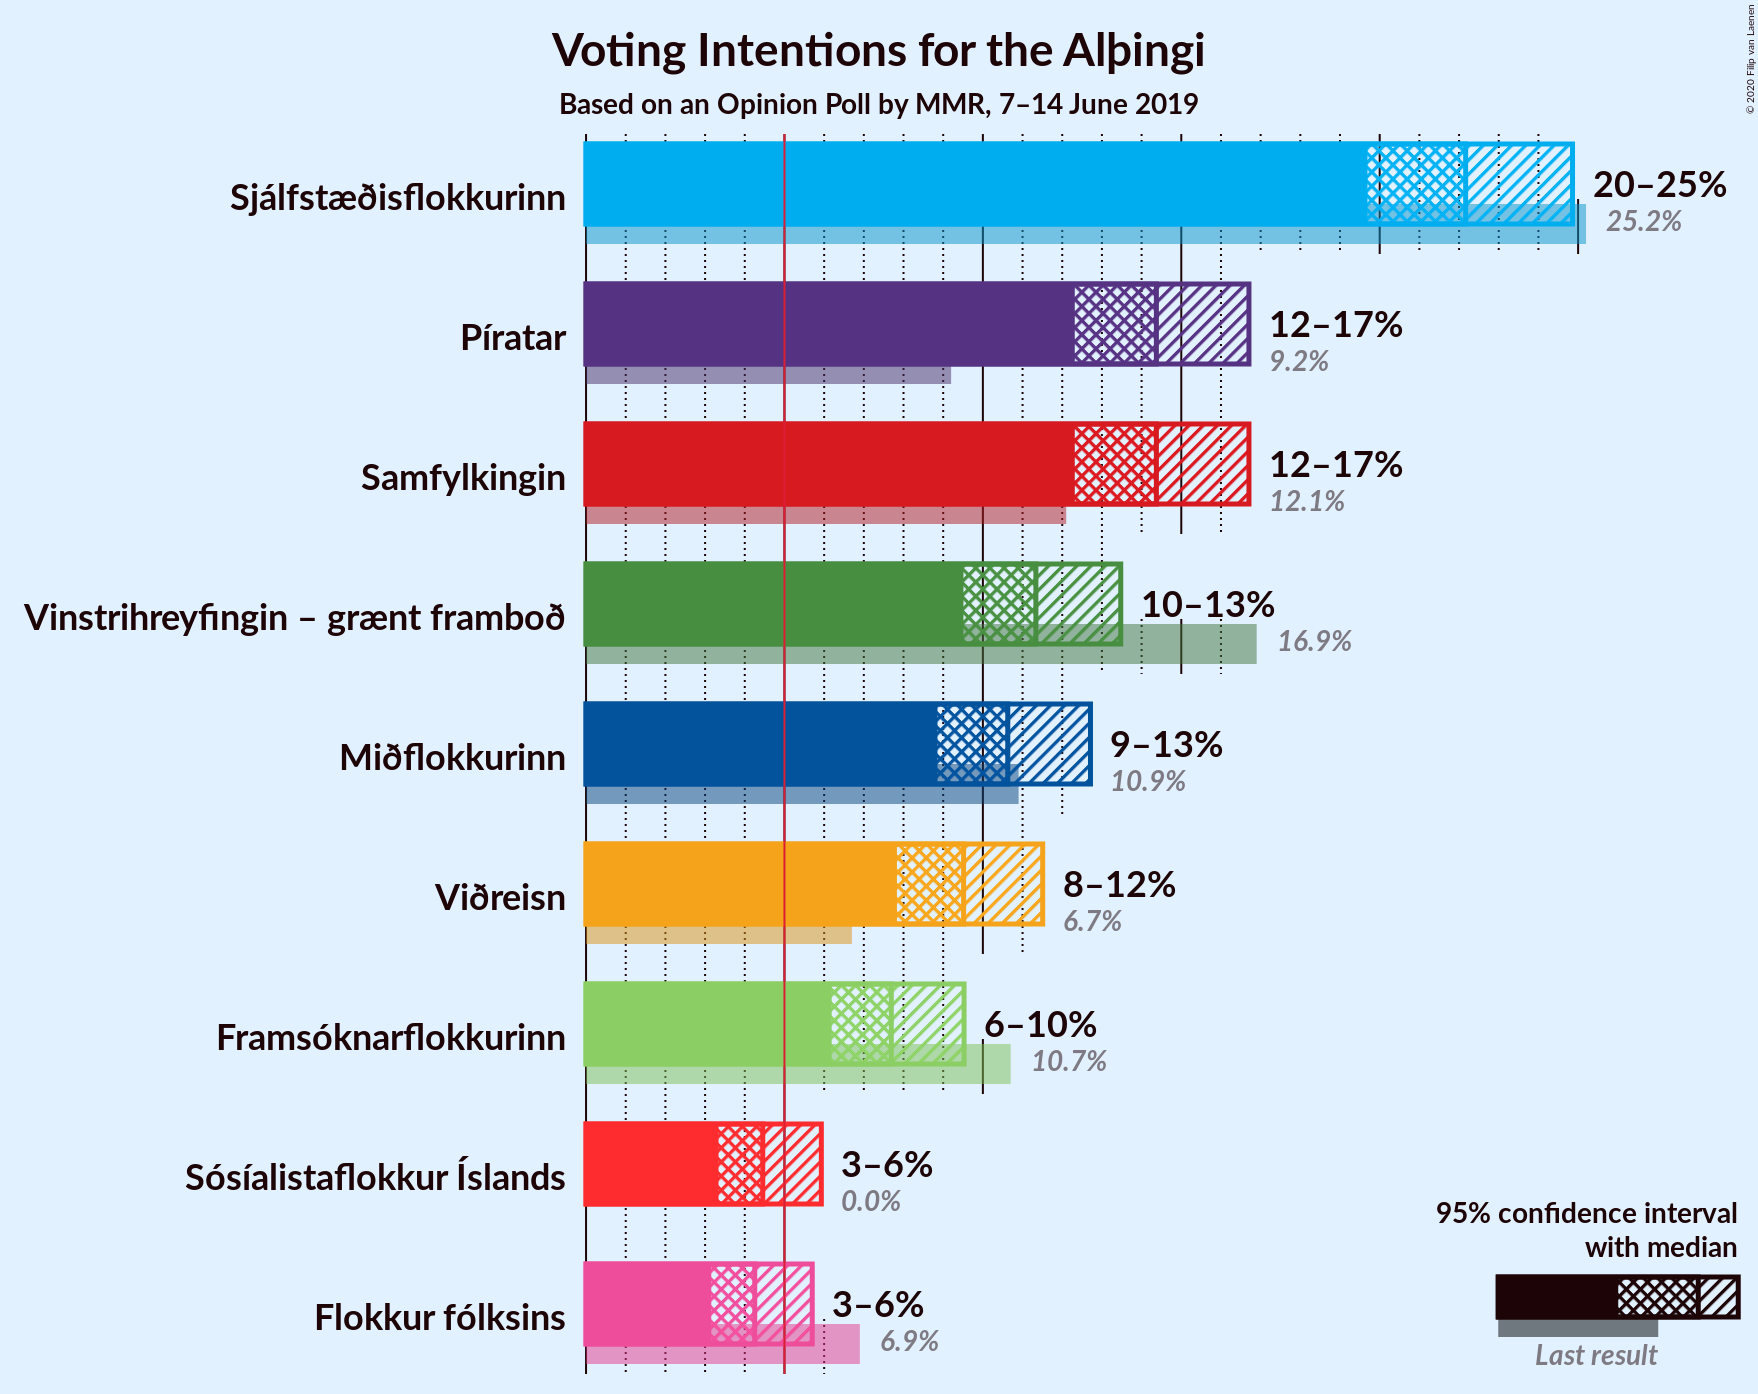 © 2020 Filip van Laenen
Voting Intentions for the Alþingi
Based on an Opinion Poll by MMR, 7–14 June 2019
Sjálfstæðisflokkurinn
20–25%
25.2%
Píratar
12–17%
9.2%
Samfylkingin
12–17%
12.1%
Vinstrihreyfingin – grænt framboð
10–13%
16.9%
Miðflokkurinn
9–13%
10.9%
Viðreisn
8–12%
6.7%
Framsóknarflokkurinn
6–10%
10.7%
Sósíalistaflokkur Íslands
3–6%
0.0%
Flokkur fólksins
3–6%
6.9%
95% confidence interval
with median
Last result